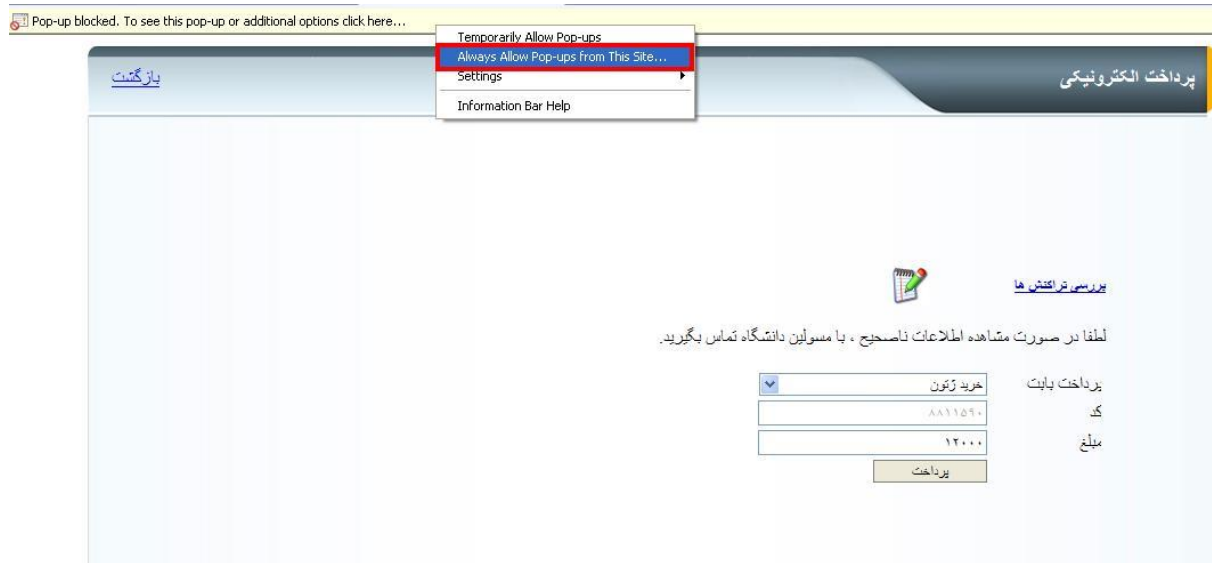 Pop-up blocked. To see this pop-up or additional options click here...
Temporarily Allow Pop-ups
Always Allow Pop-ups from This Site...
Settings
Information Bar Help
پرداخت الکترونیکی
بازگشت
بررسی تراکنش ها
لطفا در صورت مشاهده اطلاعات ناصحیح ، با مسولین دانشگاه تماس بگیرید.
پرداخت بابت خرید ژتون
کد ۸۸۱۱۵۹۰
مبلغ ۱۲۰۰۰
پرداخت